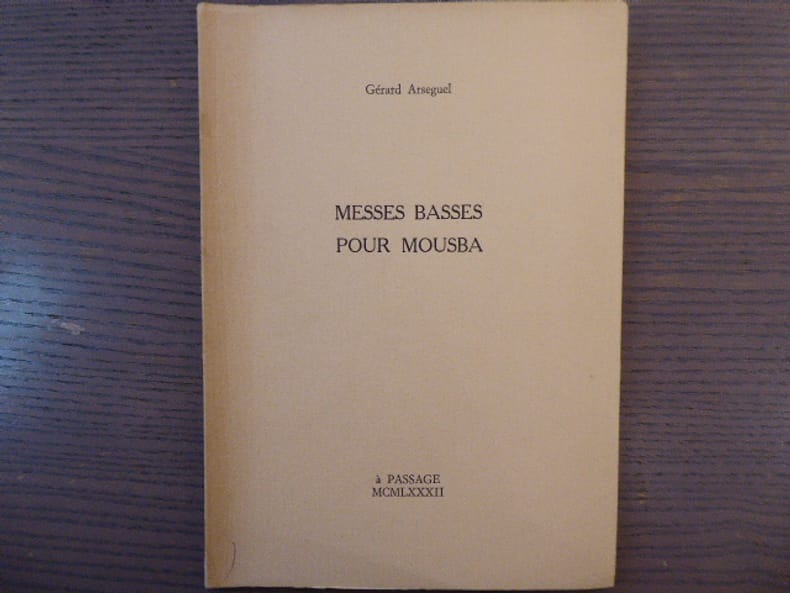 Gérard Arseguel
MESSES BASSES
POUR MOUSBA
à PASSAGE
MCMLXXXII